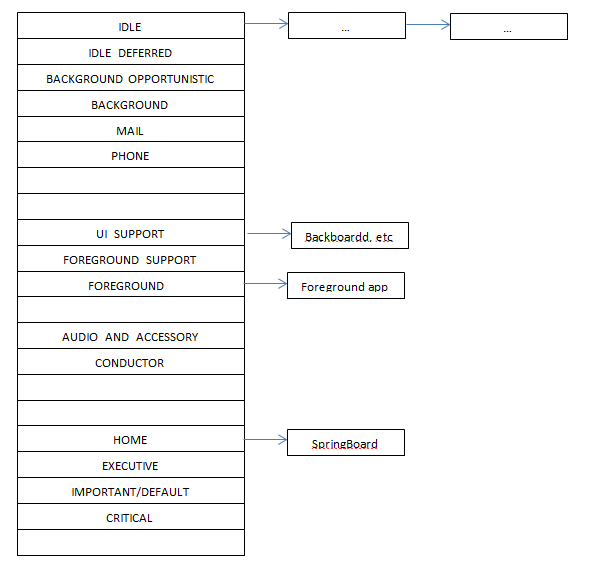 IDLE
...
...
IDLE DEFERRED
BACKGROUND OPPORTUNISTIC
BACKGROUND
MAIL
PHONE
UI SUPPORT
Backboardd, etc
FOREGROUND SUPPORT
FOREGROUND
Foreground app
AUDIO AND ACCESSORY
CONDUCTOR
HOME
SpringBoard
EXECUTIVE
IMPORTANT/DEFAULT
CRITICAL